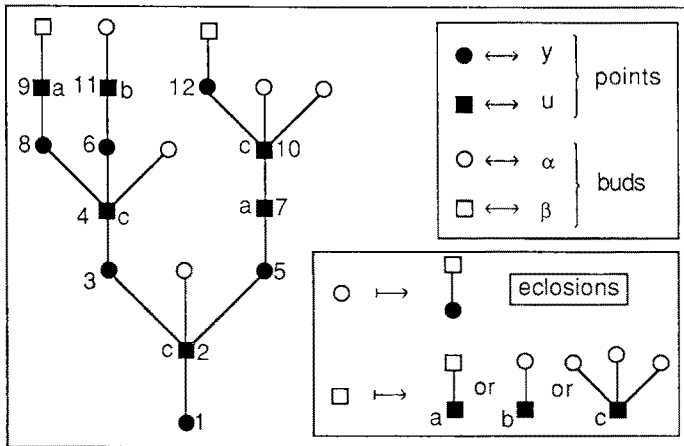 9 a 11 b 12
8 6 c 10
4 c a 7
3 5
c 2
1
● ↔ y
■ ↔ u
points
○ ↔ α
□ ↔ β
buds
○ ↦ eclosions
□ ↦ a or b or c